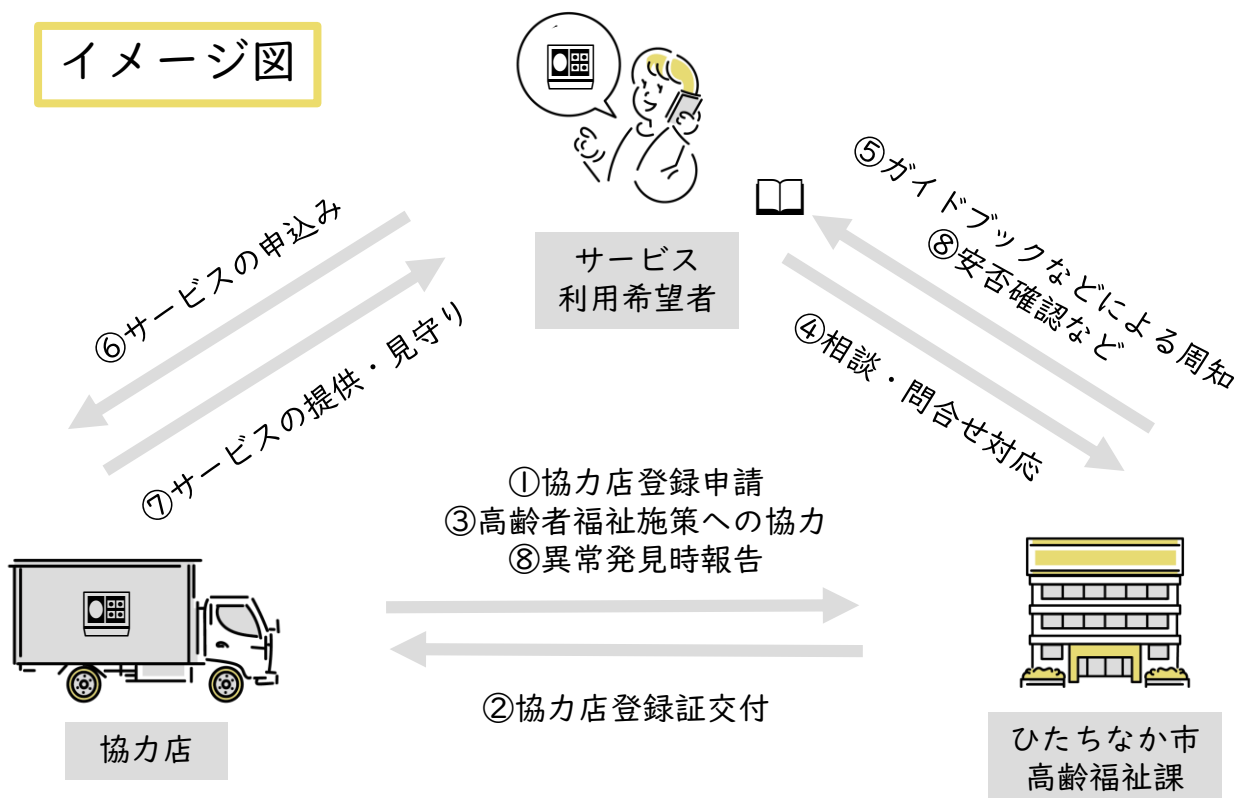 イメージ図
サービス
利用希望者
⑤ガイドブックなどによる周知
⑧安否確認など
④相談・問合せ対応
⑥サービスの申込み
⑦サービスの提供・見守り
①協力店登録申請
③高齢者福祉施策への協力
⑧異常発見時報告
②協力店登録証交付
協力店
ひたちなか市
高齢福祉課